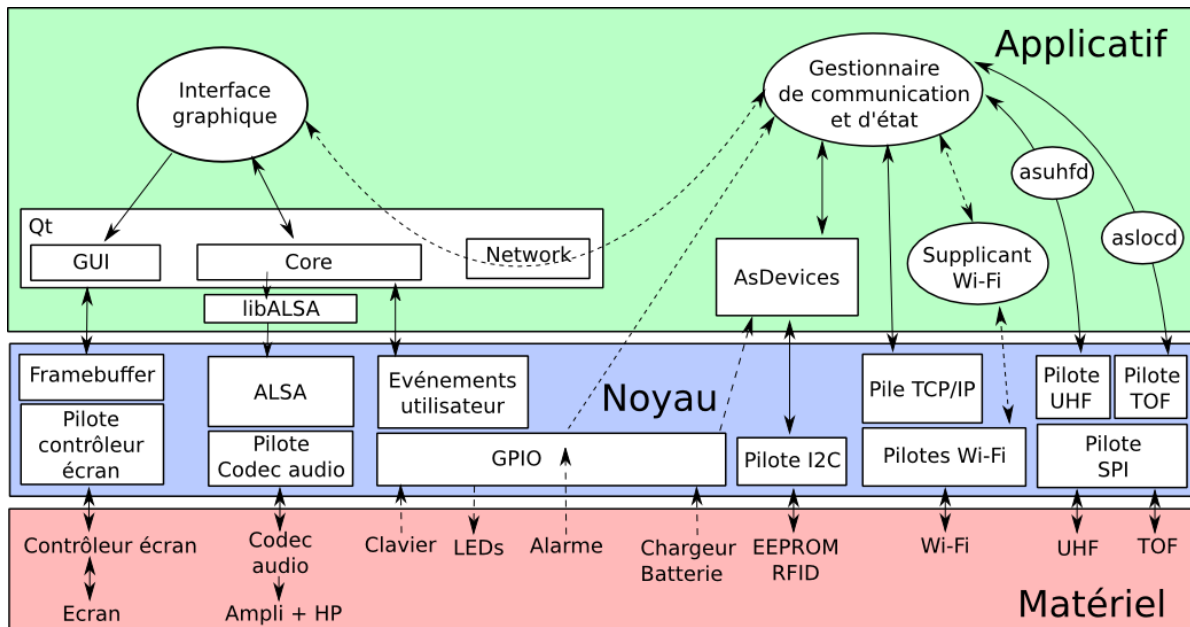 Applicatif
Interface
graphique
Gestionnaire
de communication
et d'état
asuhfd
aslocd
Supplicant
Wi-Fi
Qt
GUI
Core
Network
AsDevices
libALSA
Noyau
Framebuffer
Pilote
contrôleur
écran
ALSA
Pilote
Codec audio
Evénements
utilisateur
GPIO
Pilote I2C
Pile TCP/IP
Pilotes Wi-Fi
Pilote
UHF
Pilote
TOF
Pilote
SPI
Contrôleur écran
Ecran
Codec
audio
Ampli + HP
Clavier
LEDs
Alarme
Chargeur
Batterie
EEPROM
RFID
Wi-Fi
UHF
TOF
Matériel